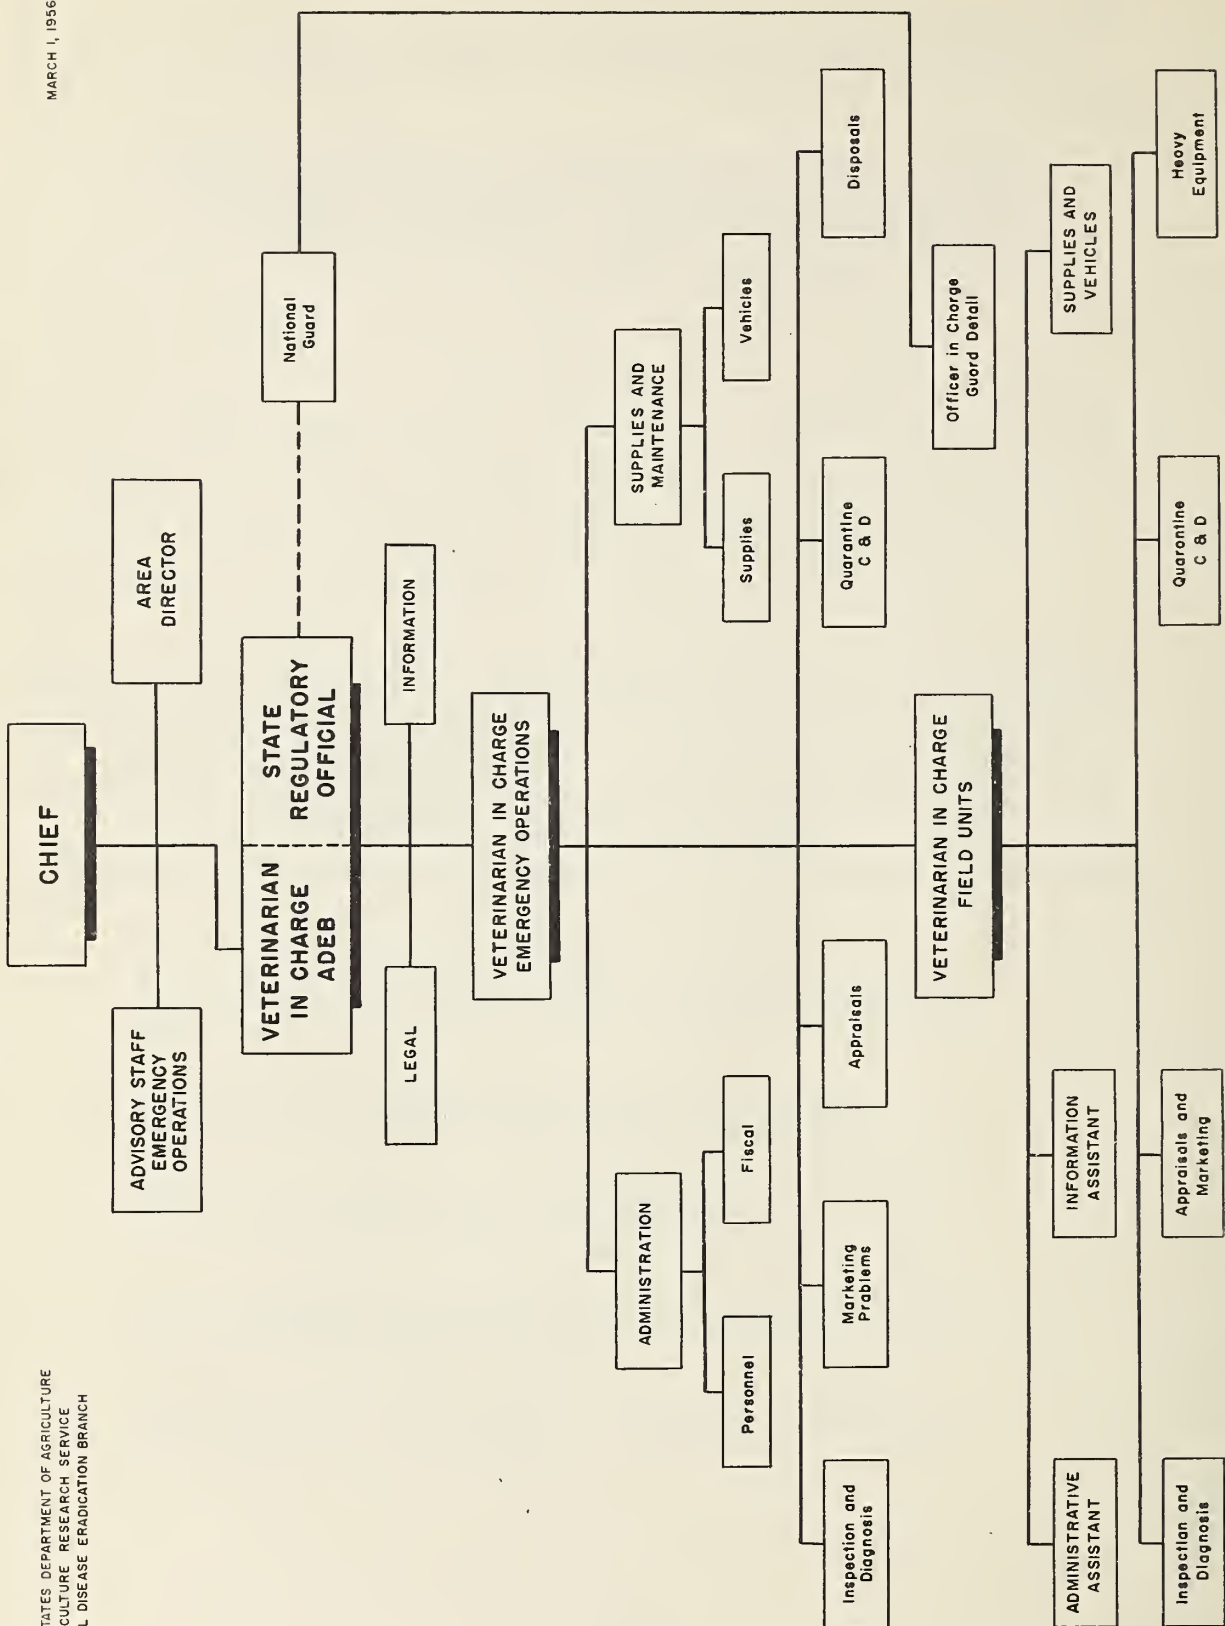 TATES DEPARTMENT OF AGRICULTURE
CULTURE RESEARCH SERVICE
L DISEASE ERADICATION BRANCH
MARCH 1, 1956
CHIEF
ADVISORY STAFF
EMERGENCY
OPERATIONS
AREA
DIRECTOR
VETERINARIAN
IN CHARGE
ADEB
STATE
REGULATORY
OFFICIAL
National
Guard
LEGAL
INFORMATION
VETERINARIAN IN CHARGE
EMERGENCY OPERATIONS
ADMINISTRATION
SUPPLIES AND
MAINTENANCE
Personnel
Fiscal
Supplies
Vehicles
Inspection and
Diagnosis
Marketing
Problems
Appraisals
Quarantine
C & D
Disposals
VETERINARIAN IN CHARGE
FIELD UNITS
Officer in Charge
Guard Detail
ADMINISTRATIVE
ASSISTANT
INFORMATION
ASSISTANT
SUPPLIES AND
VEHICLES
Inspection and
Diagnosis
Appraisals and
Marketing
Quarantine
C & D
Heavy
Equipment